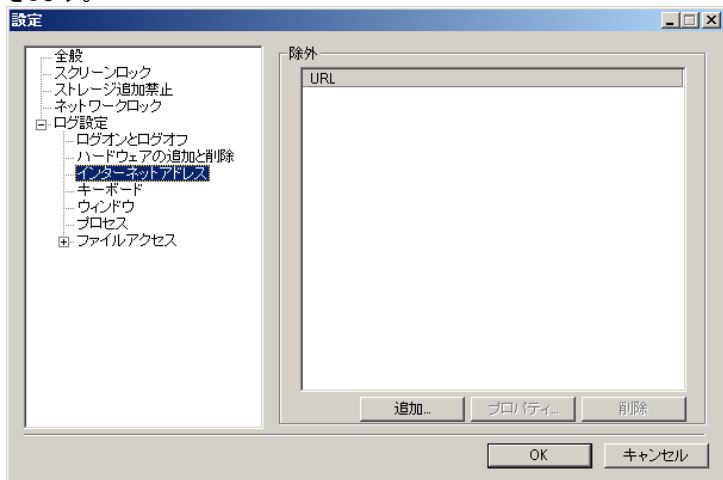 設定
全般
スクリーンロック
ストレージ追加禁止
ネットワークロック
ログ設定
ログオンとログオフ
ハードウェアの追加と削除
インターネットアドレス
キーボード
ウィンドウ
プロセス
ファイルアクセス
除外
URL
追加...
プロパティ...
削除
OK
キャンセル